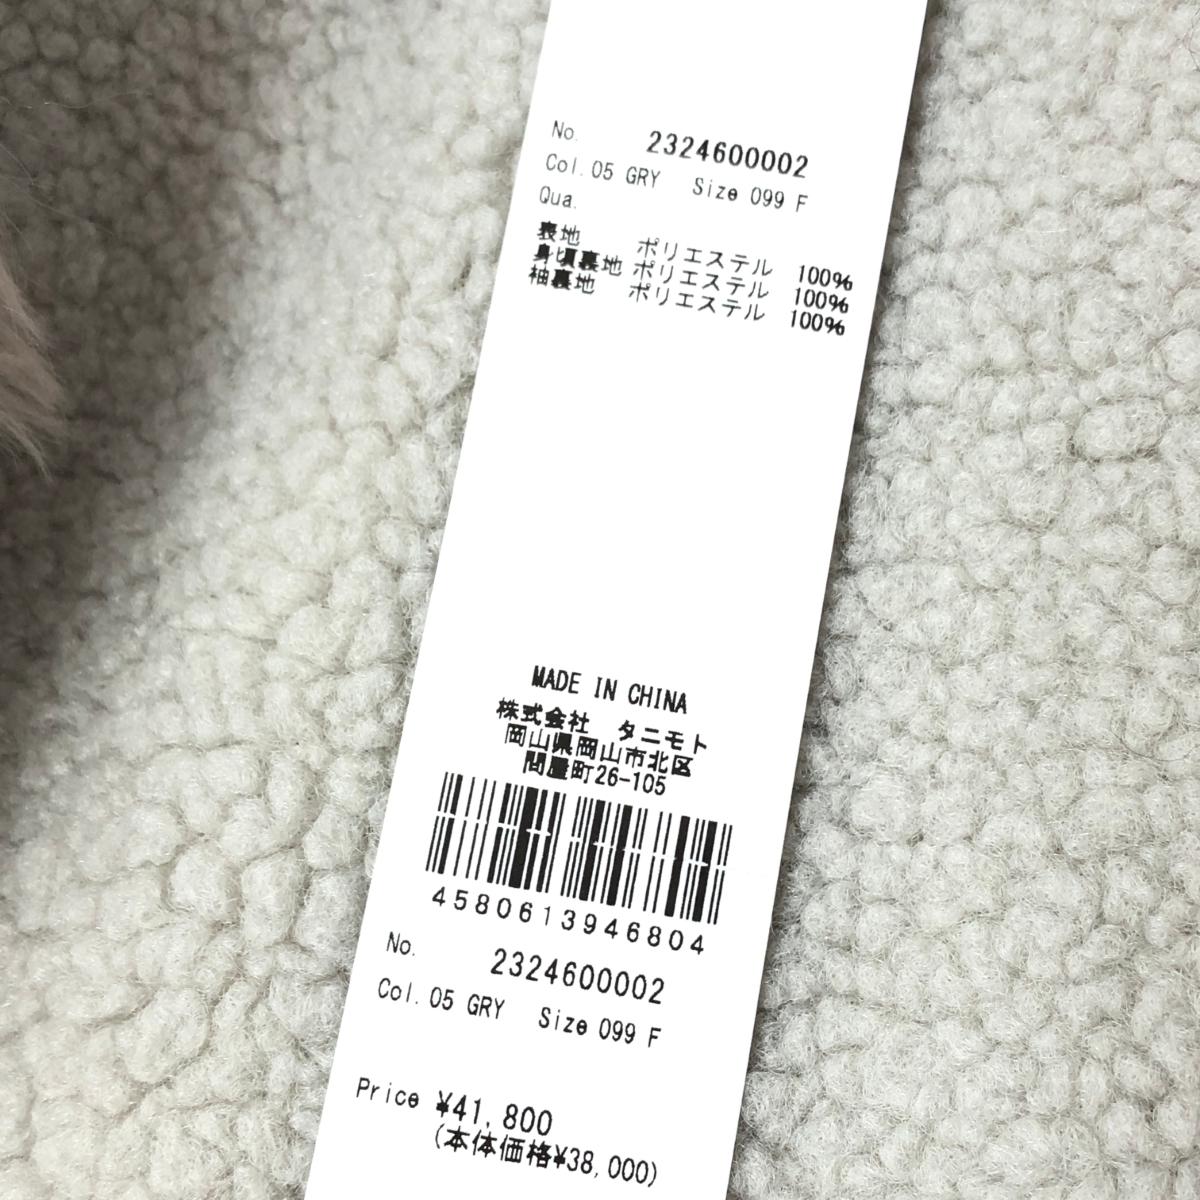 No. 2324600002
Col.05 GRY Size 099 F
Qua.
表地 ポリエステル 100%
身頃裏地 ポリエステル 100%
袖裏地 ポリエステル 100%
MADE IN CHINA
株式会社 タニモト
岡山県岡山市北区
問屋町26-105
4580613946804
No. 2324600002
Col.05 GRY Size 099 F
Price ¥41,800
(本体価格¥38,000)